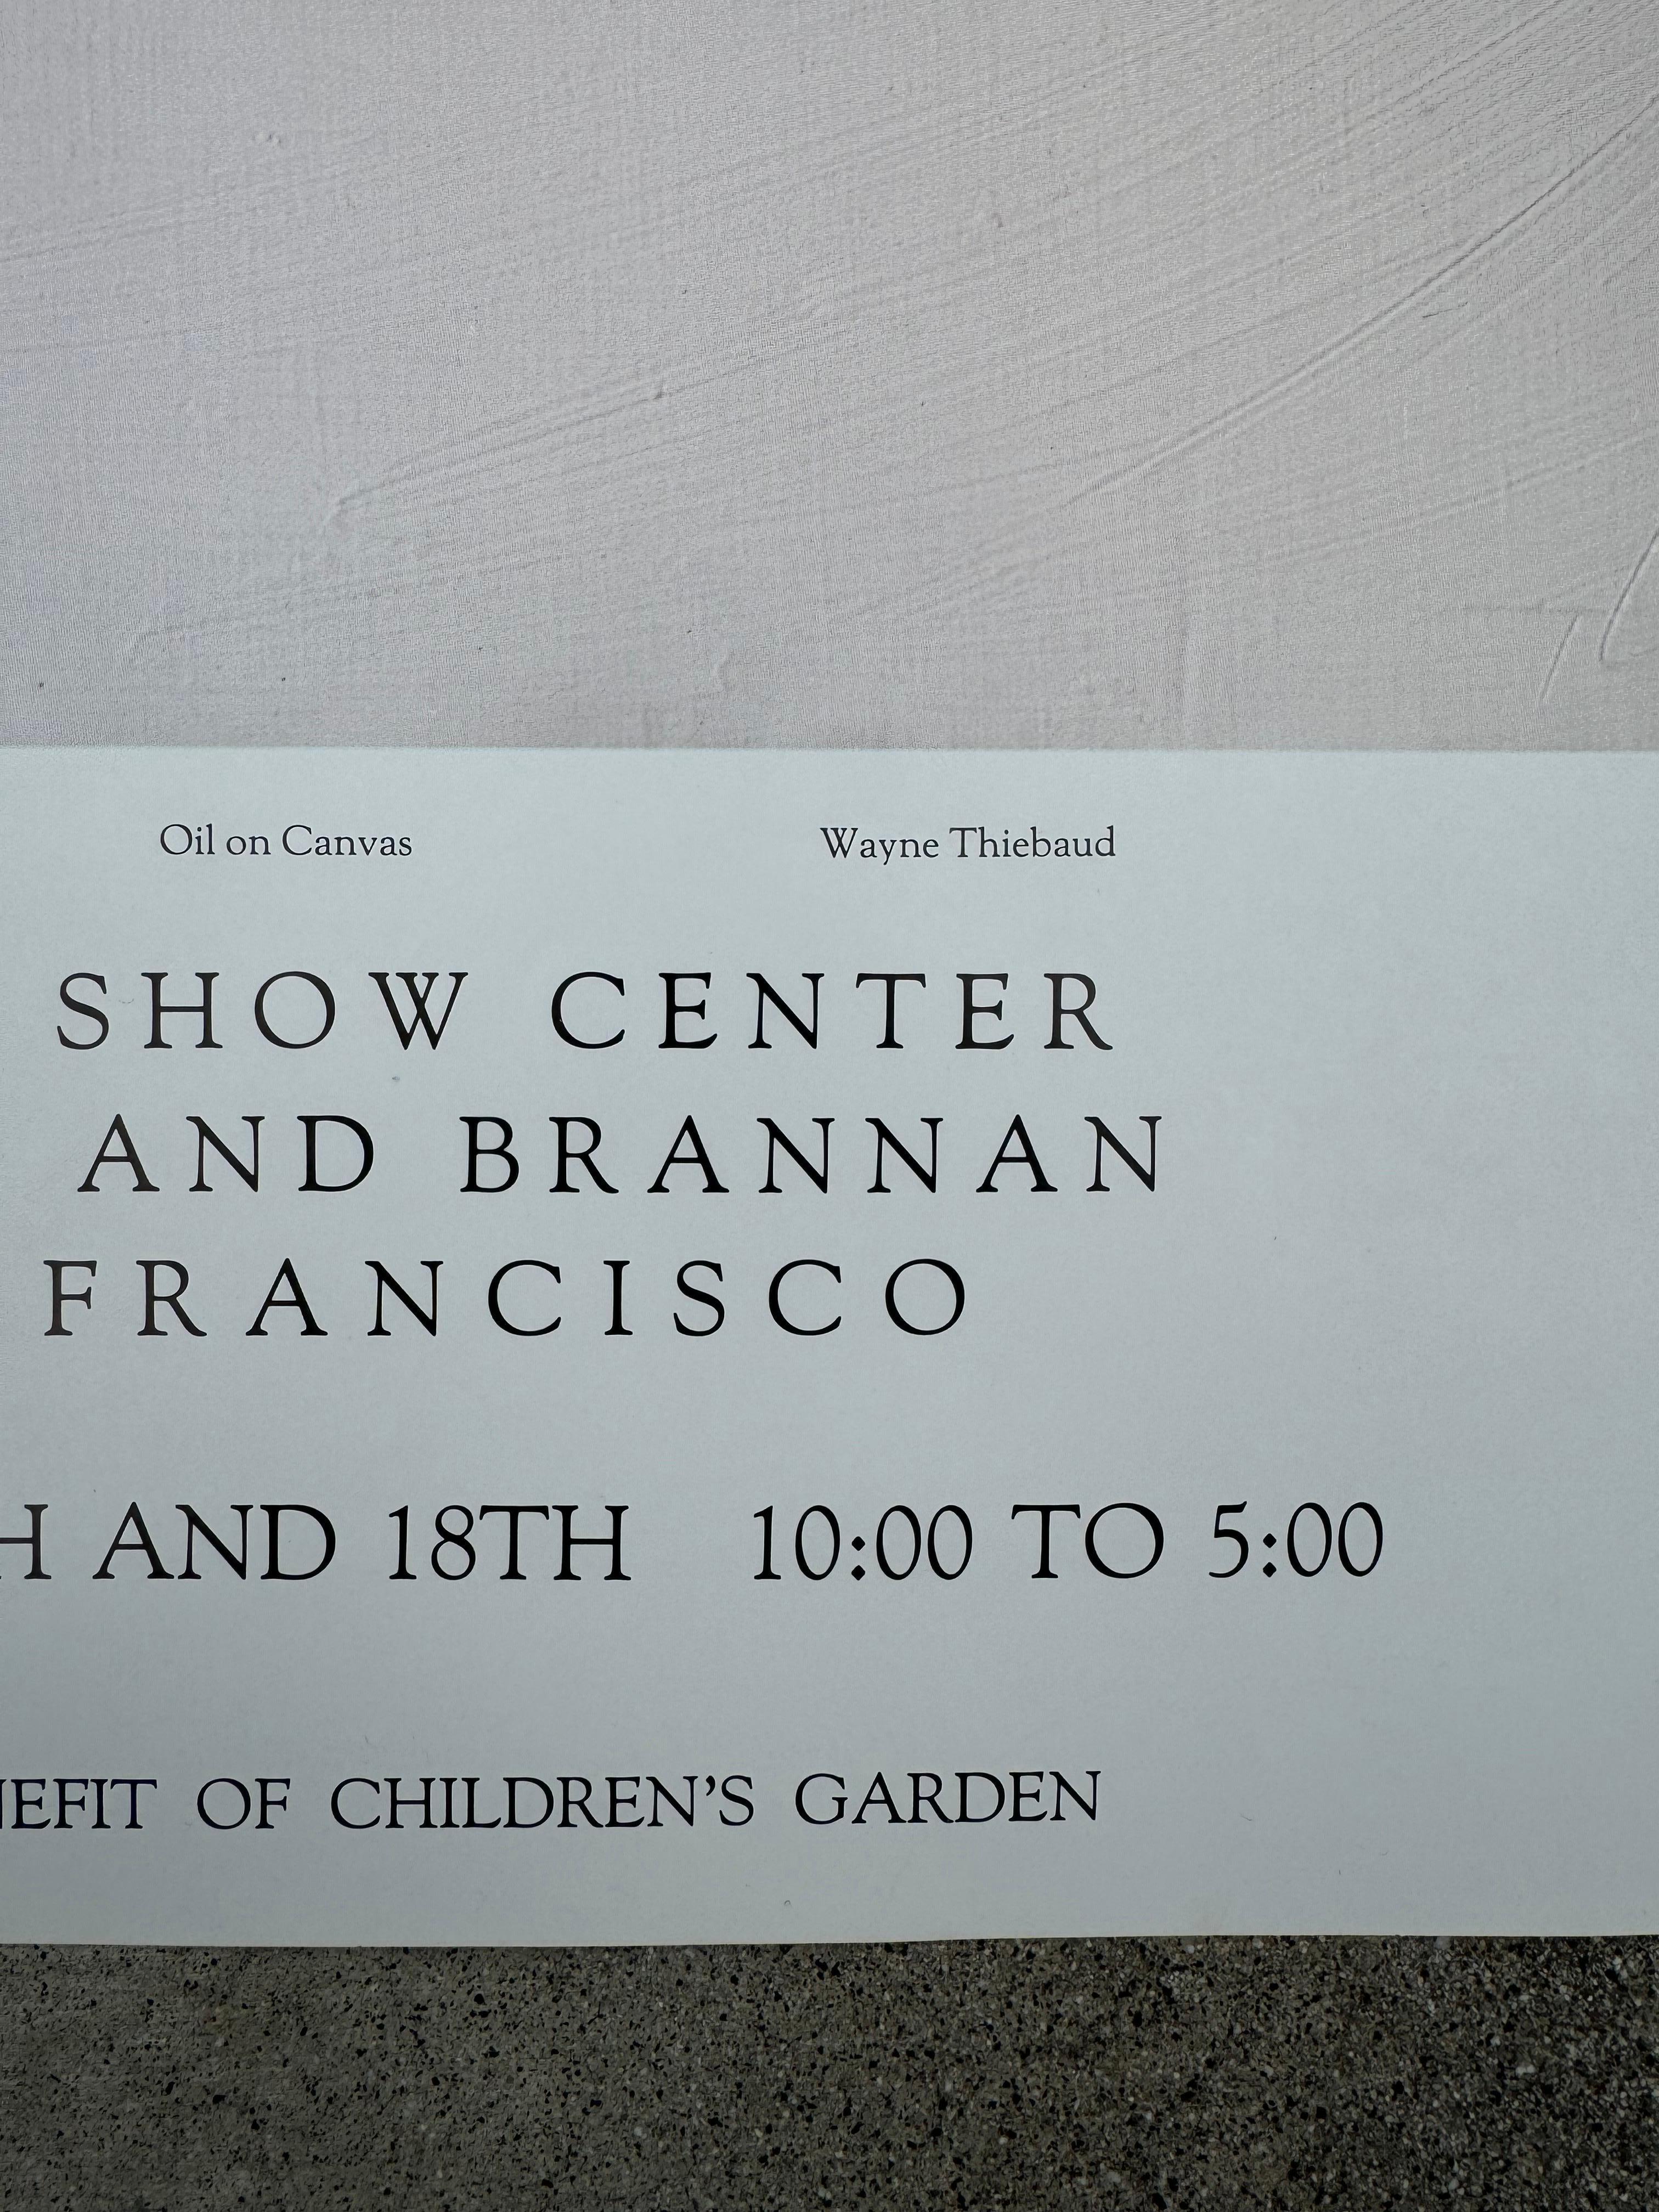 Oil on Canvas Wayne Thiebaud
SHOW CENTER
AND BRANNAN
FRANCISCO
H AND 18TH 10:00 TO 5:00
NEFIT OF CHILDREN’S GARDEN